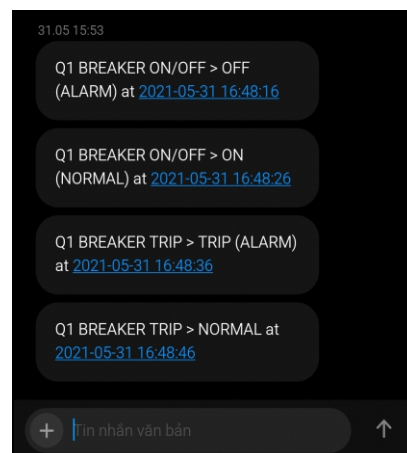 31.05 15:53
Q1 BREAKER ON/OFF > OFF
(ALARM) at 2021-05-31 16:48:16
Q1 BREAKER ON/OFF > ON
(NORMAL) at 2021-05-31 16:48:26
Q1 BREAKER TRIP > TRIP (ALARM)
at 2021-05-31 16:48:36
Q1 BREAKER TRIP > NORMAL at
2021-05-31 16:48:46
Tin nhắn văn bản